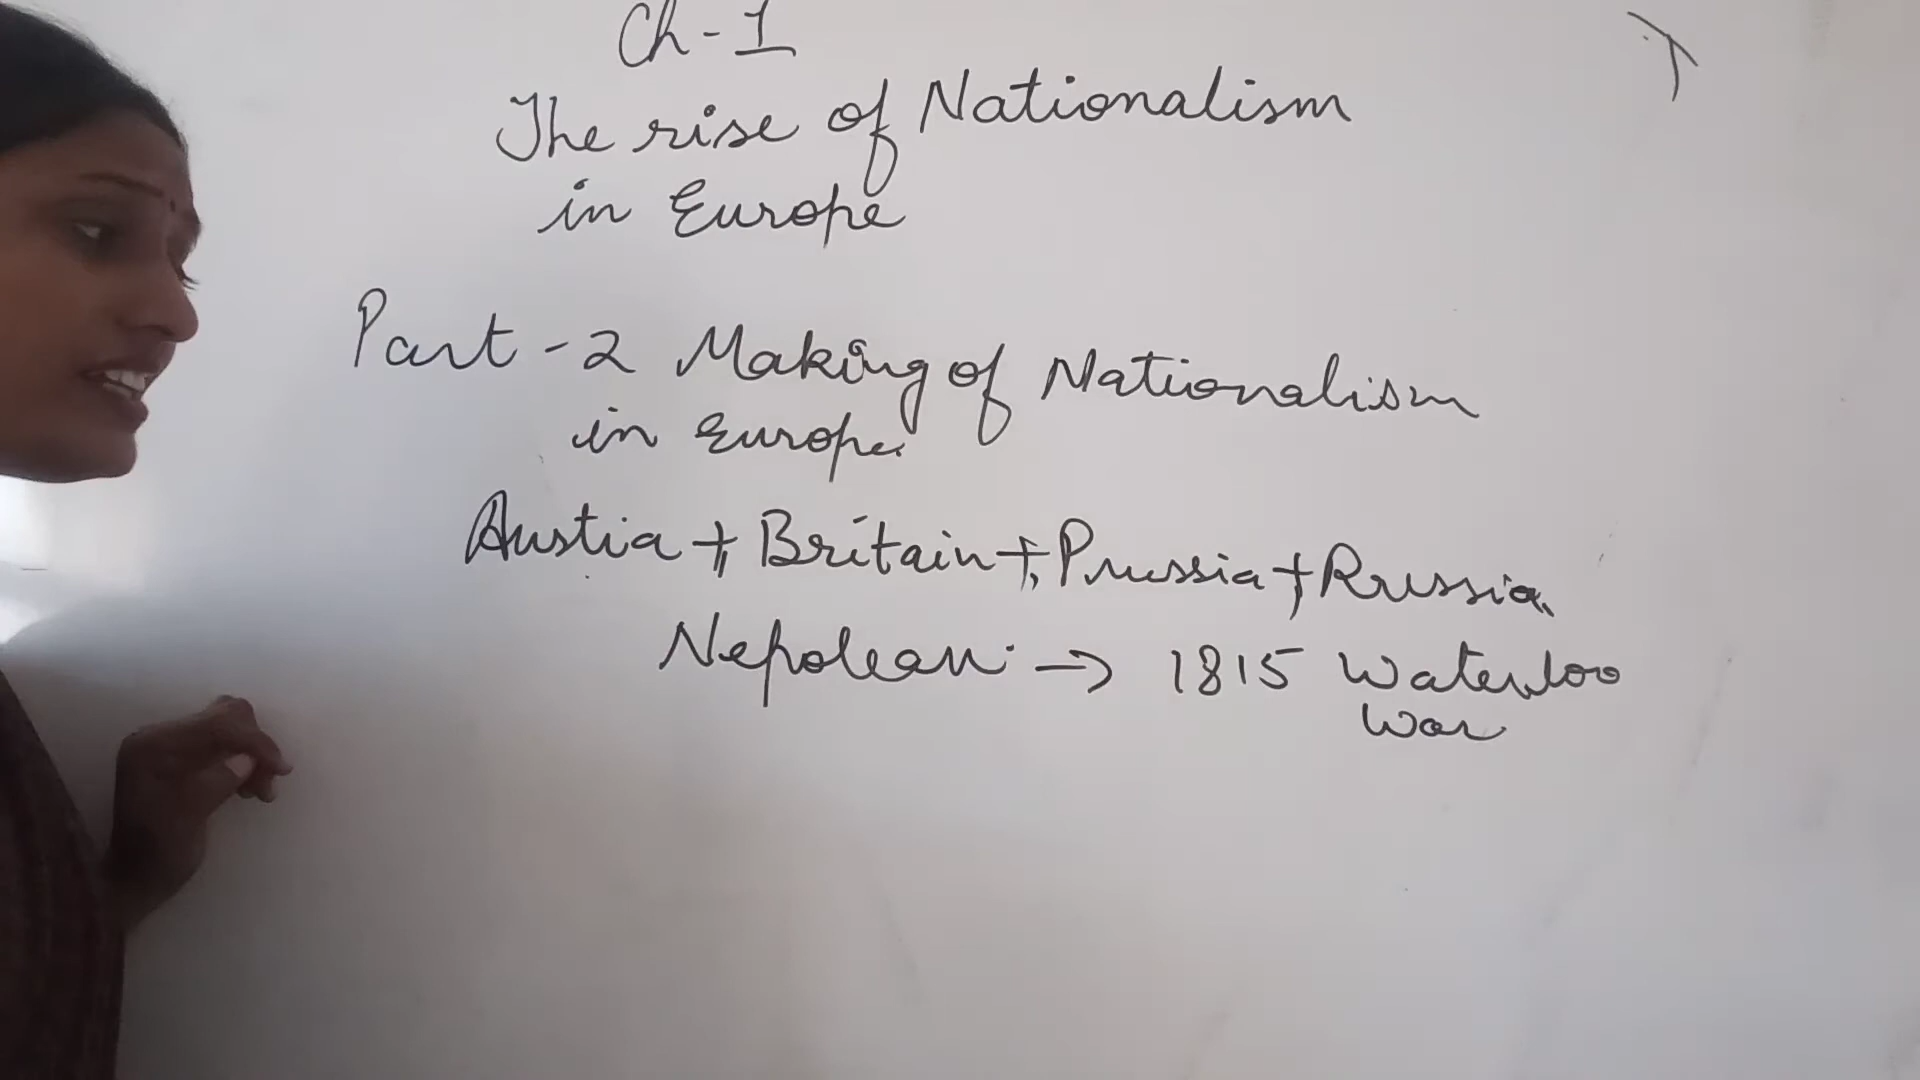 Ch-1
The rise of Nationalism
in Europe
Part-2 Making of Nationalism
in Europe.
Austia + Britain + Prussia + Russia
Nepolean → 1815 Waterloo
War